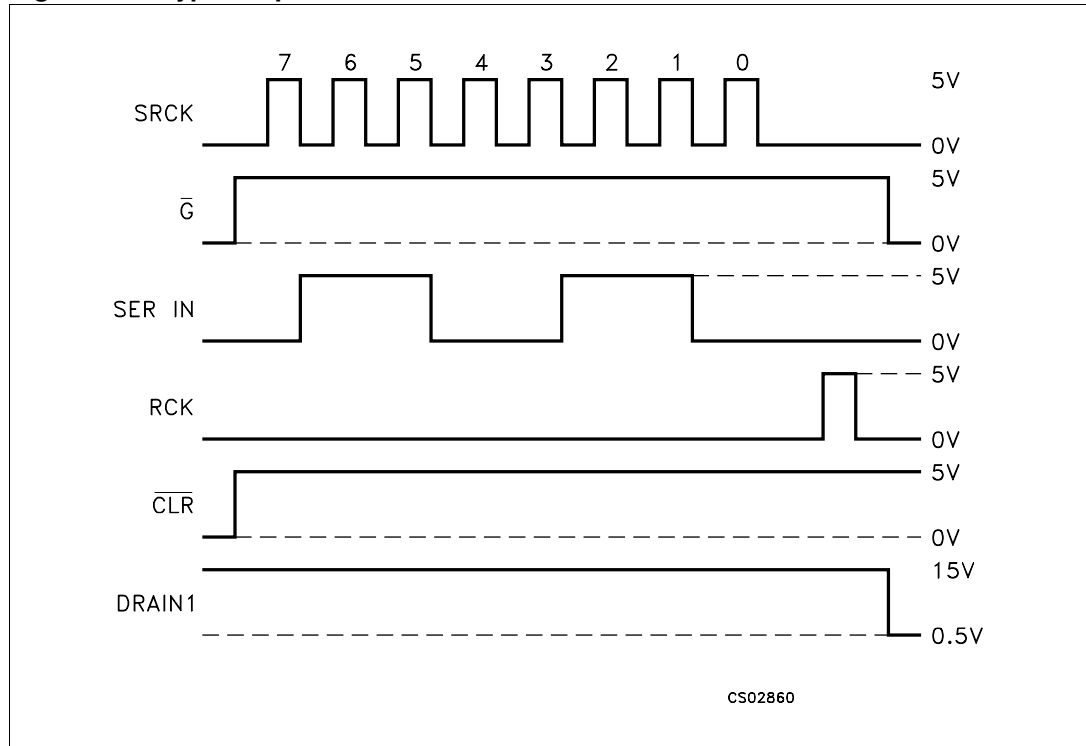 7 6 5 4 3 2 1 0
SRCK 5V
0V
G̅ 5V
0V
SER IN 5V
0V
RCK 5V
0V
C̅L̅R̅ 5V
0V
DRAIN1 15V
0.5V
CS02860